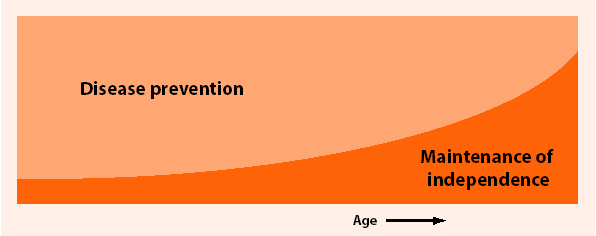 Disease prevention
Maintenance of
independence
Age